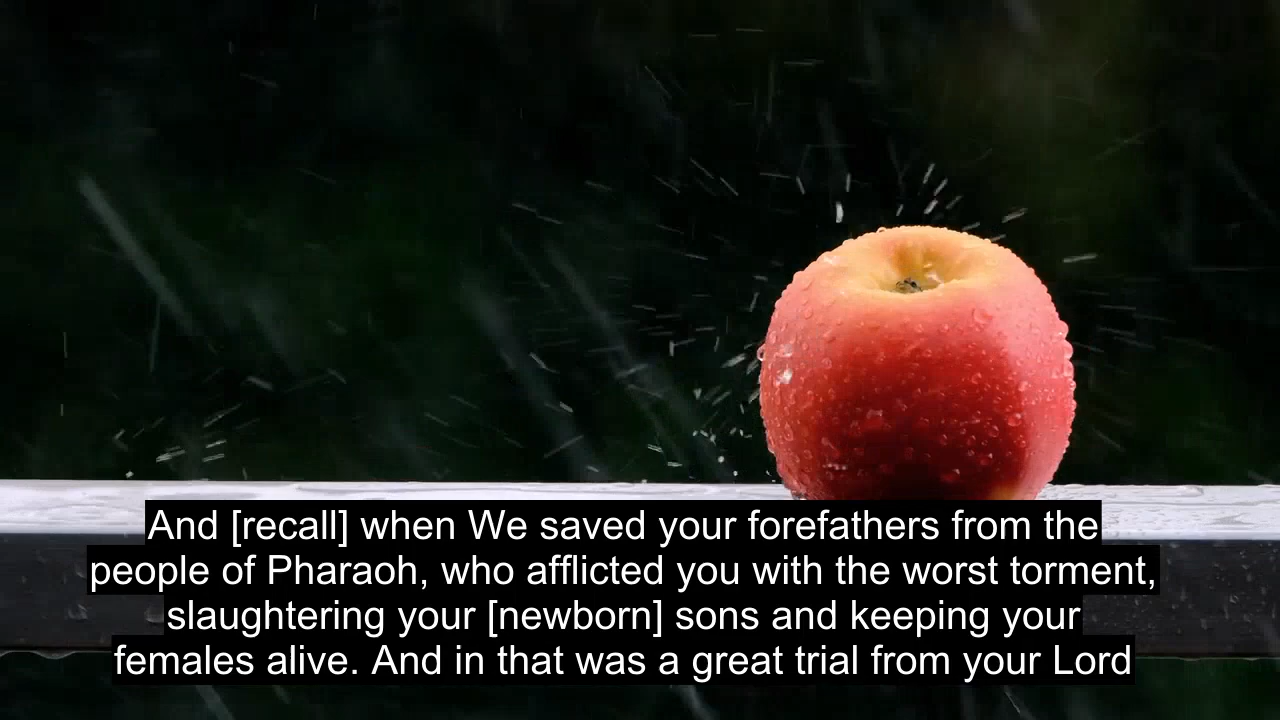 And [recall] when We saved your forefathers from the
people of Pharaoh, who afflicted you with the worst torment,
slaughtering your [newborn] sons and keeping your
females alive. And in that was a great trial from your Lord